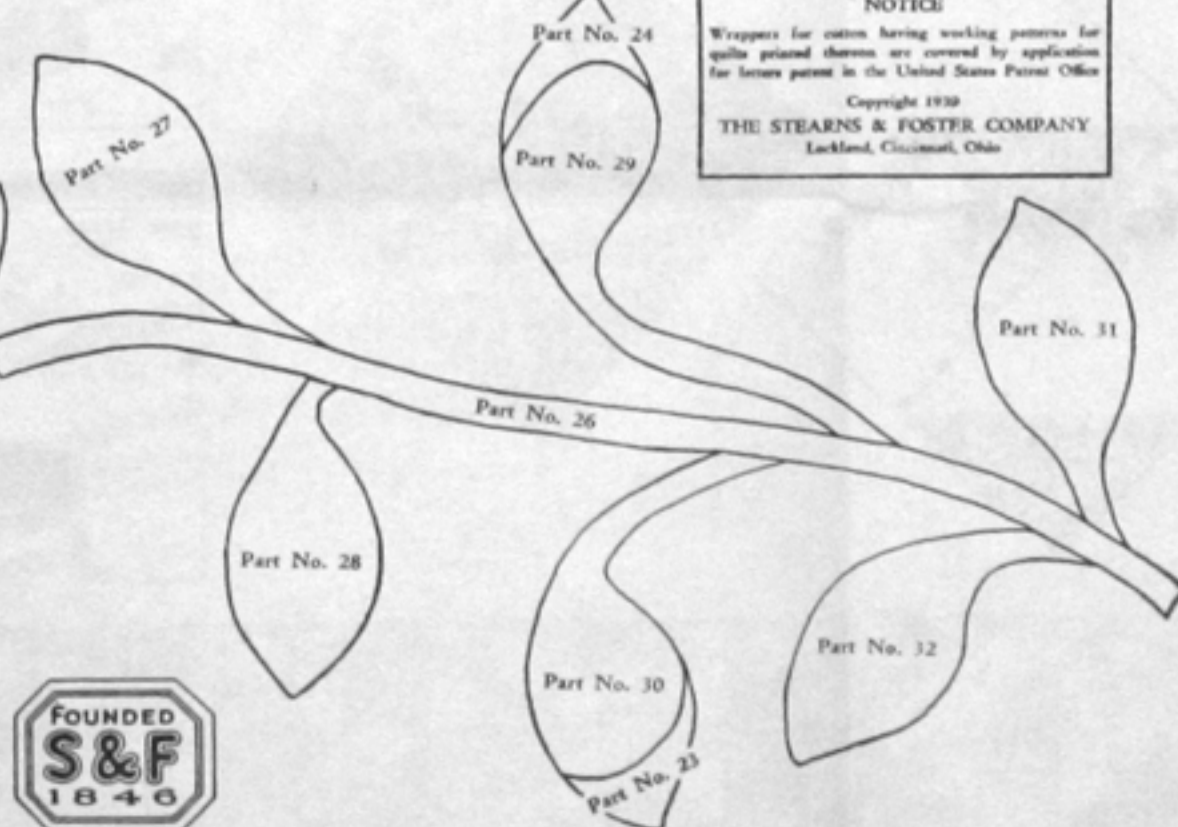 NOTICE
Wrappers for cotton having working patterns for
quilts printed thereon are covered by application
for letters patent in the United States Patent Office
Copyright 1930
THE STEARNS & FOSTER COMPANY
Lockland, Cincinnati, Ohio
Part No. 24
Part No. 27
Part No. 29
Part No. 31
Part No. 26
Part No. 28
Part No. 32
Part No. 30
Part No. 23
FOUNDED
S & F
1846